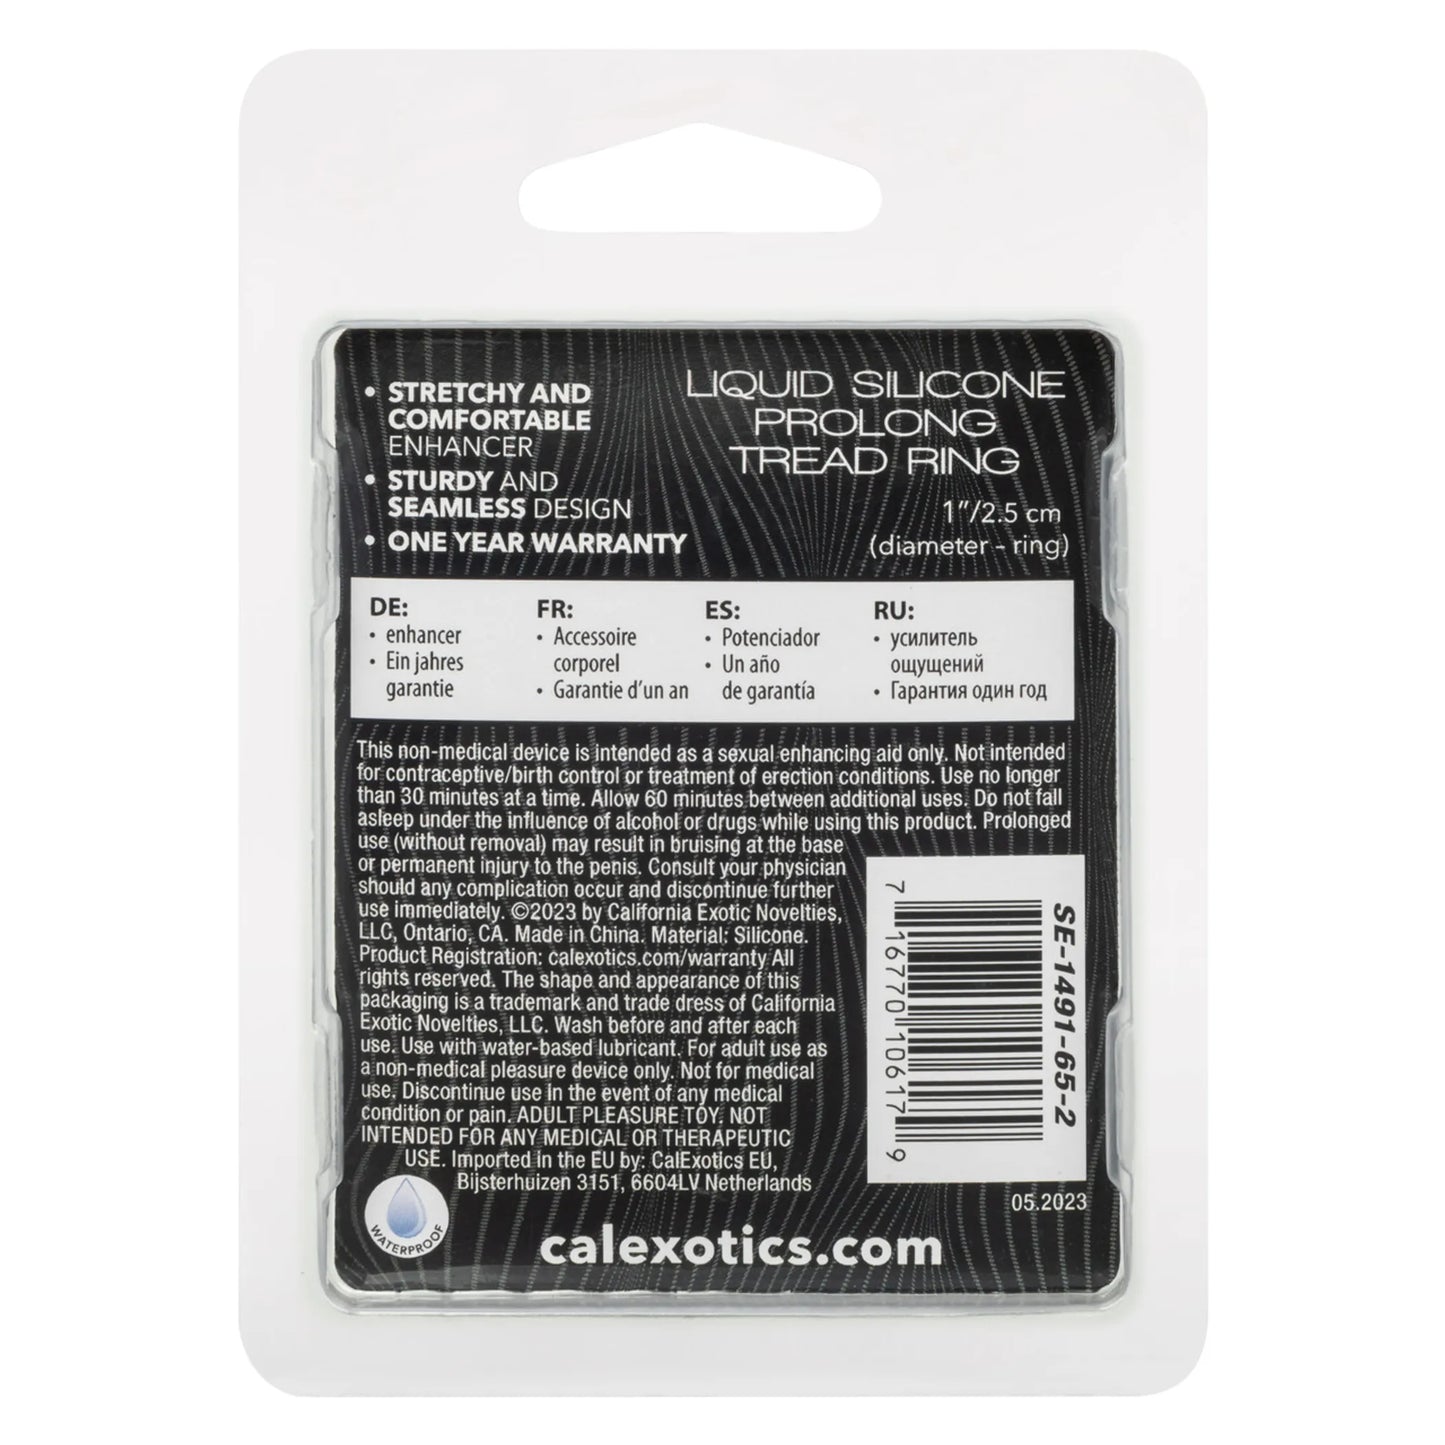 • STRETCHY AND
COMFORTABLE
ENHANCER
• STURDY AND
SEAMLESS DESIGN
• ONE YEAR WARRANTY
LIQUID SILICONE
PROLONG
TREAD RING
1"/2.5 cm
(diameter - ring)
DE:
• enhancer
• Ein jahres
garantie
FR:
• Accessoire
corporel
• Garantie d'un an
ES:
• Potenciador
• Un año
de garantía
RU:
• усилитель
ощущений
• Гарантия один год
This non-medical device is intended as a sexual enhancing aid only. Not intended
for contraceptive/birth control or treatment of erection conditions. Use no longer
than 30 minutes at a time. Allow 60 minutes between additional uses. Do not fall
asleep under the influence of alcohol or drugs while using this product. Prolonged
use (without removal) may result in bruising at the base
or permanent injury to the penis. Consult your physician
should any complication occur and discontinue further
use immediately. ©2023 by California Exotic Novelties,
LLC, Ontario, CA. Made in China. Material: Silicone.
Product Registration: calexotics.com/warranty All
rights reserved. The shape and appearance of this
packaging is a trademark and trade dress of California
Exotic Novelties, LLC. Wash before and after each
use. Use with water-based lubricant. For adult use as
a non-medical pleasure device only. Not for medical
use. Discontinue use in the event of any medical
condition or pain. ADULT PLEASURE TOY. NOT
INTENDED FOR ANY MEDICAL OR THERAPEUTIC
USE. Imported in the EU by: CalExotics EU,
Bijsterhuizen 3151, 6604LV Netherlands
7 16770 10617 9
SE-1491-65-2
05.2023
WATERPROOF
calexotics.com